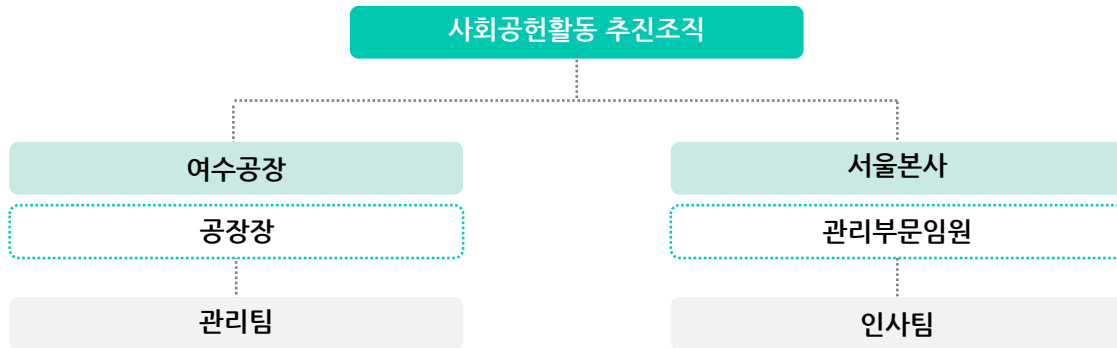 사회공헌활동 추진조직
여수공장
서울본사
공장장
관리부문임원
관리팀
인사팀